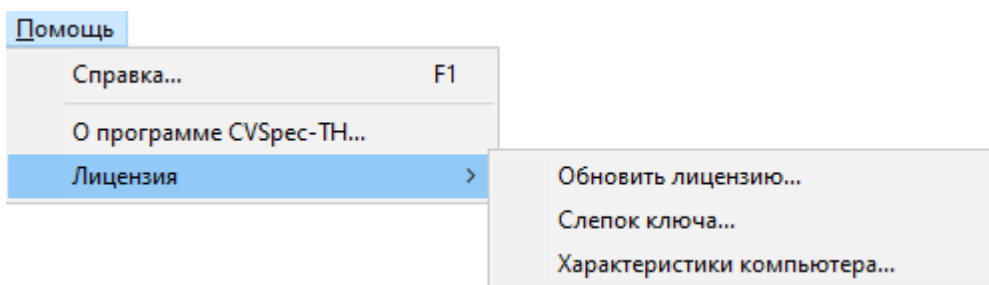 Помощь
Справка... F1
О программе CVSpec-TH...
Лицензия >
Обновить лицензию...
Слепок ключа...
Характеристики компьютера...